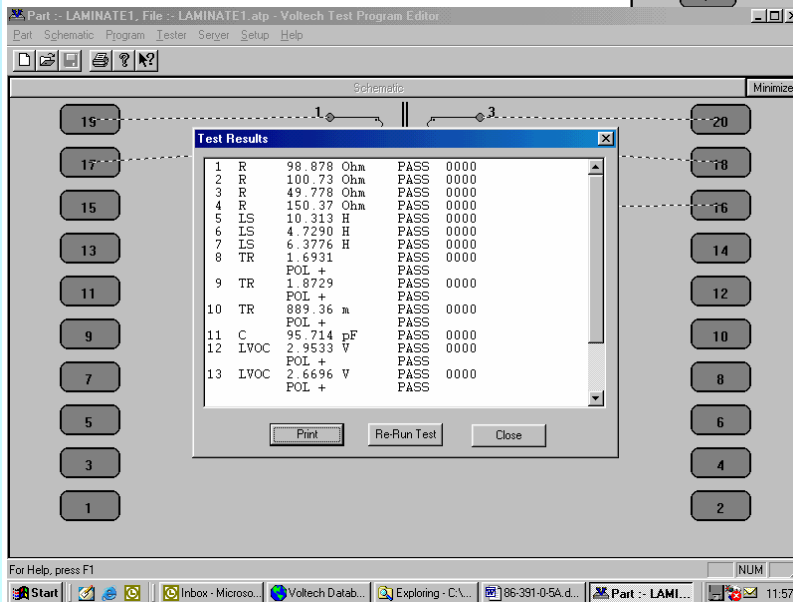 Part :- LAMINATE1, File :- LAMINATE1.atp - Voltech Test Program Editor
Part Schematic Program Tester Server Setup Help
Schematic
Minimize
1 3
19 20
17 18
15 16
13 14
11 12
9 10
7 8
5 6
3 4
1 2
Test Results
1 R 98.878 Ohm PASS 0000
2 R 100.73 Ohm PASS 0000
3 R 49.778 Ohm PASS 0000
4 R 150.37 Ohm PASS 0000
5 LS 10.313 H PASS 0000
6 LS 4.7290 H PASS 0000
7 LS 6.3776 H PASS 0000
8 TR 1.6931 PASS 0000
POL + PASS
9 TR 1.8729 PASS 0000
POL + PASS
10 TR 889.36 m PASS 0000
POL + PASS
11 C 95.714 pF PASS 0000
12 LVOC 2.9533 V PASS 0000
POL + PASS
13 LVOC 2.6696 V PASS 0000
POL + PASS
Print Re-Run Test Close
For Help, press F1
NUM
Start Inbox - Microso... Voltech Datab... Exploring - C:\... 86-391-0-5A.d... Part :- LAMI... 11:57